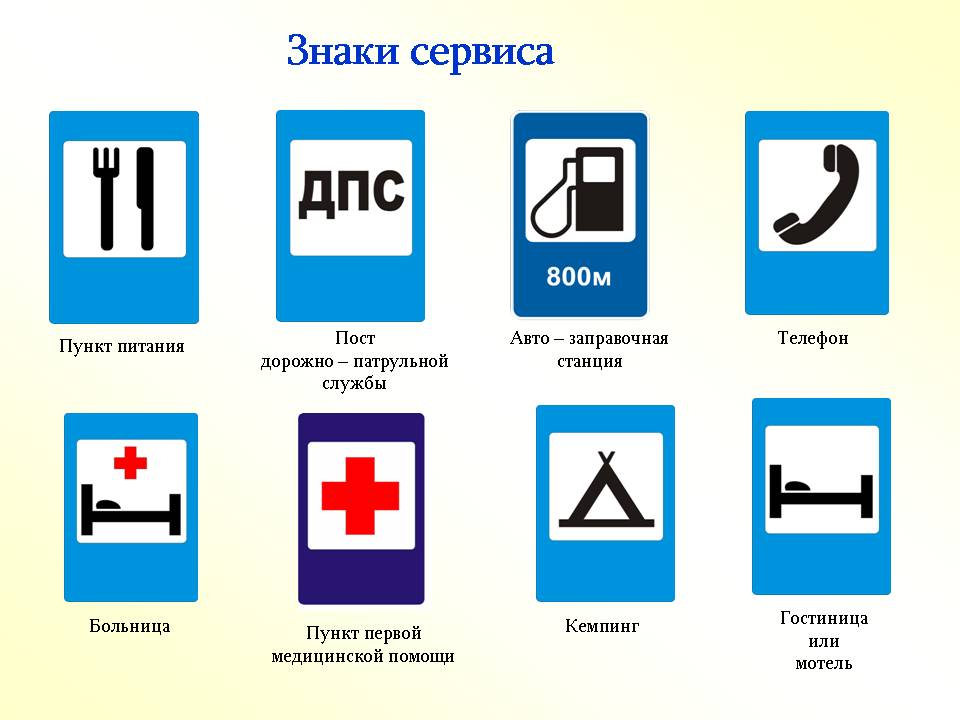 Знаки сервиса
ДПС
800м
Пункт питания
Пост
дорожно – патрульной
службы
Авто – заправочная
станция
Телефон
Больница
Пункт первой
медицинской помощи
Кемпинг
Гостиница
или
мотель